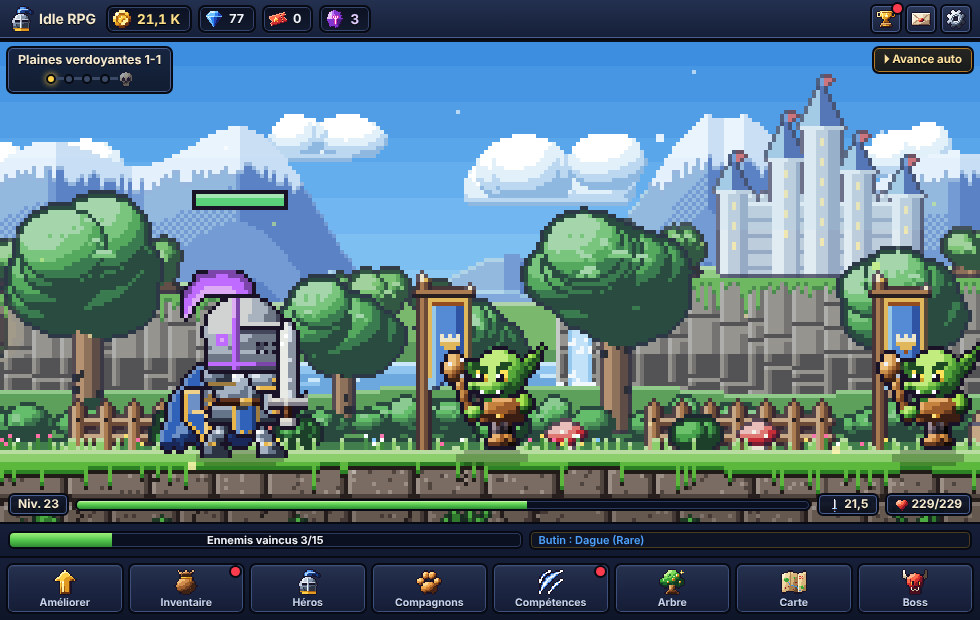 Idle RPG
21,1 K
77
0
3
Plaines verdoyantes 1-1
Avance auto
Niv. 23
21,5
229/229
Ennemis vaincus 3/15
Butin : Dague (Rare)
Améliorer
Inventaire
Héros
Compagnons
Compétences
Arbre
Carte
Boss